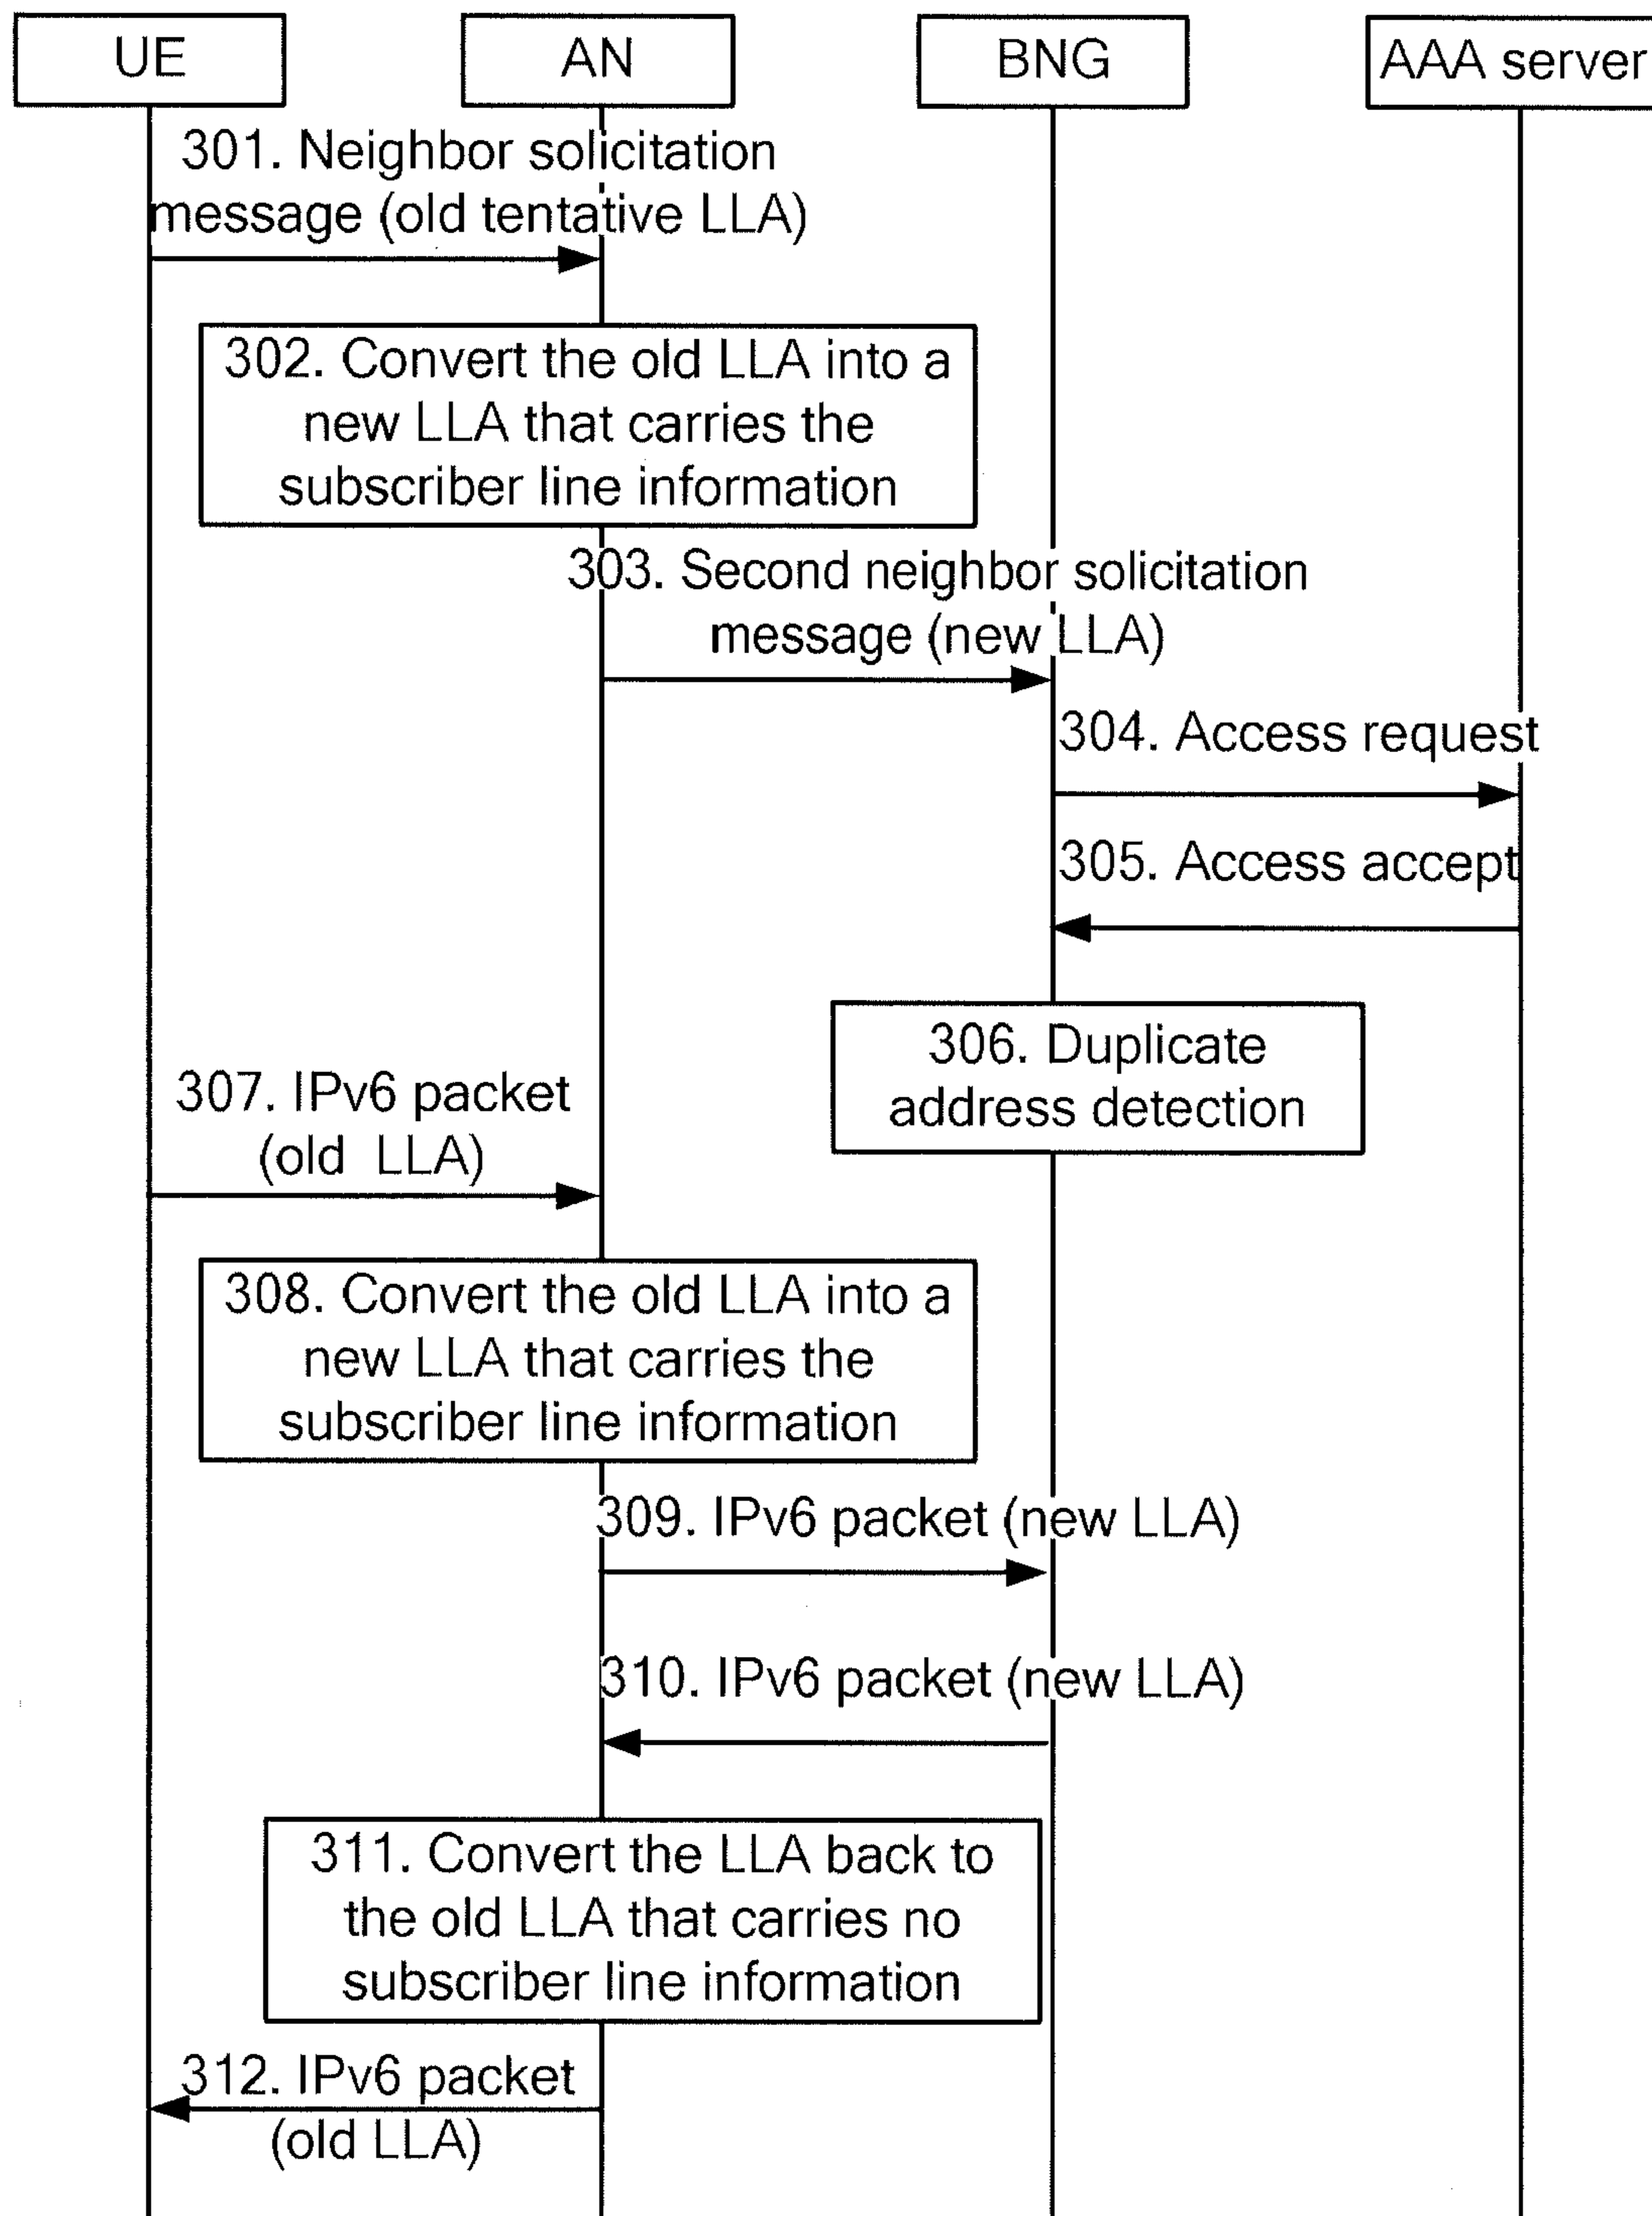 UE
AN
BNG
AAA server
301. Neighbor solicitation
message (old tentative LLA)
302. Convert the old LLA into a
new LLA that carries the
subscriber line information
303. Second neighbor solicitation
message (new LLA)
304. Access request
305. Access accept
306. Duplicate
address detection
307. IPv6 packet
(old LLA)
308. Convert the old LLA into a
new LLA that carries the
subscriber line information
309. IPv6 packet (new LLA)
310. IPv6 packet (new LLA)
311. Convert the LLA back to
the old LLA that carries no
subscriber line information
312. IPv6 packet
(old LLA)